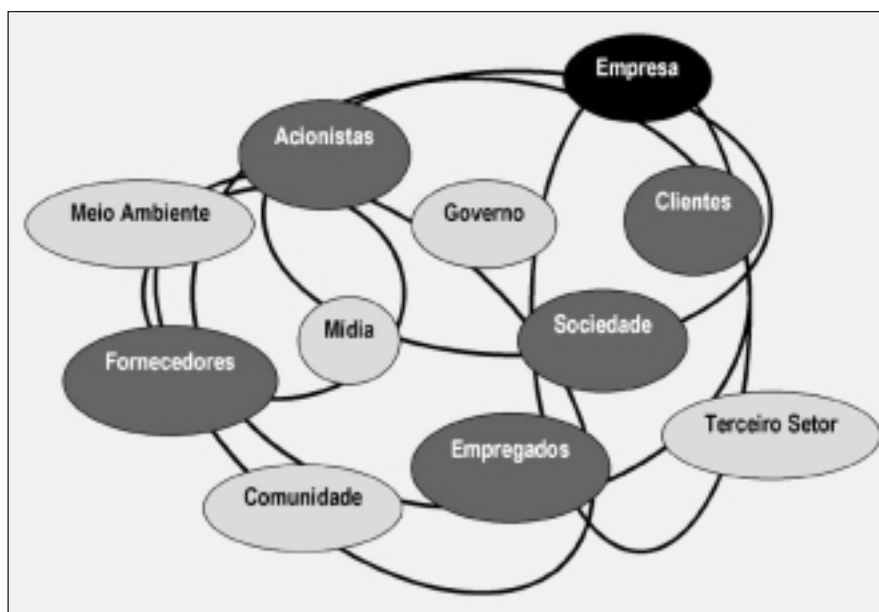 Empresa
Acionistas
Meio Ambiente
Governo
Clientes
Mídia
Sociedade
Fornecedores
Terceiro Setor
Empregados
Comunidade